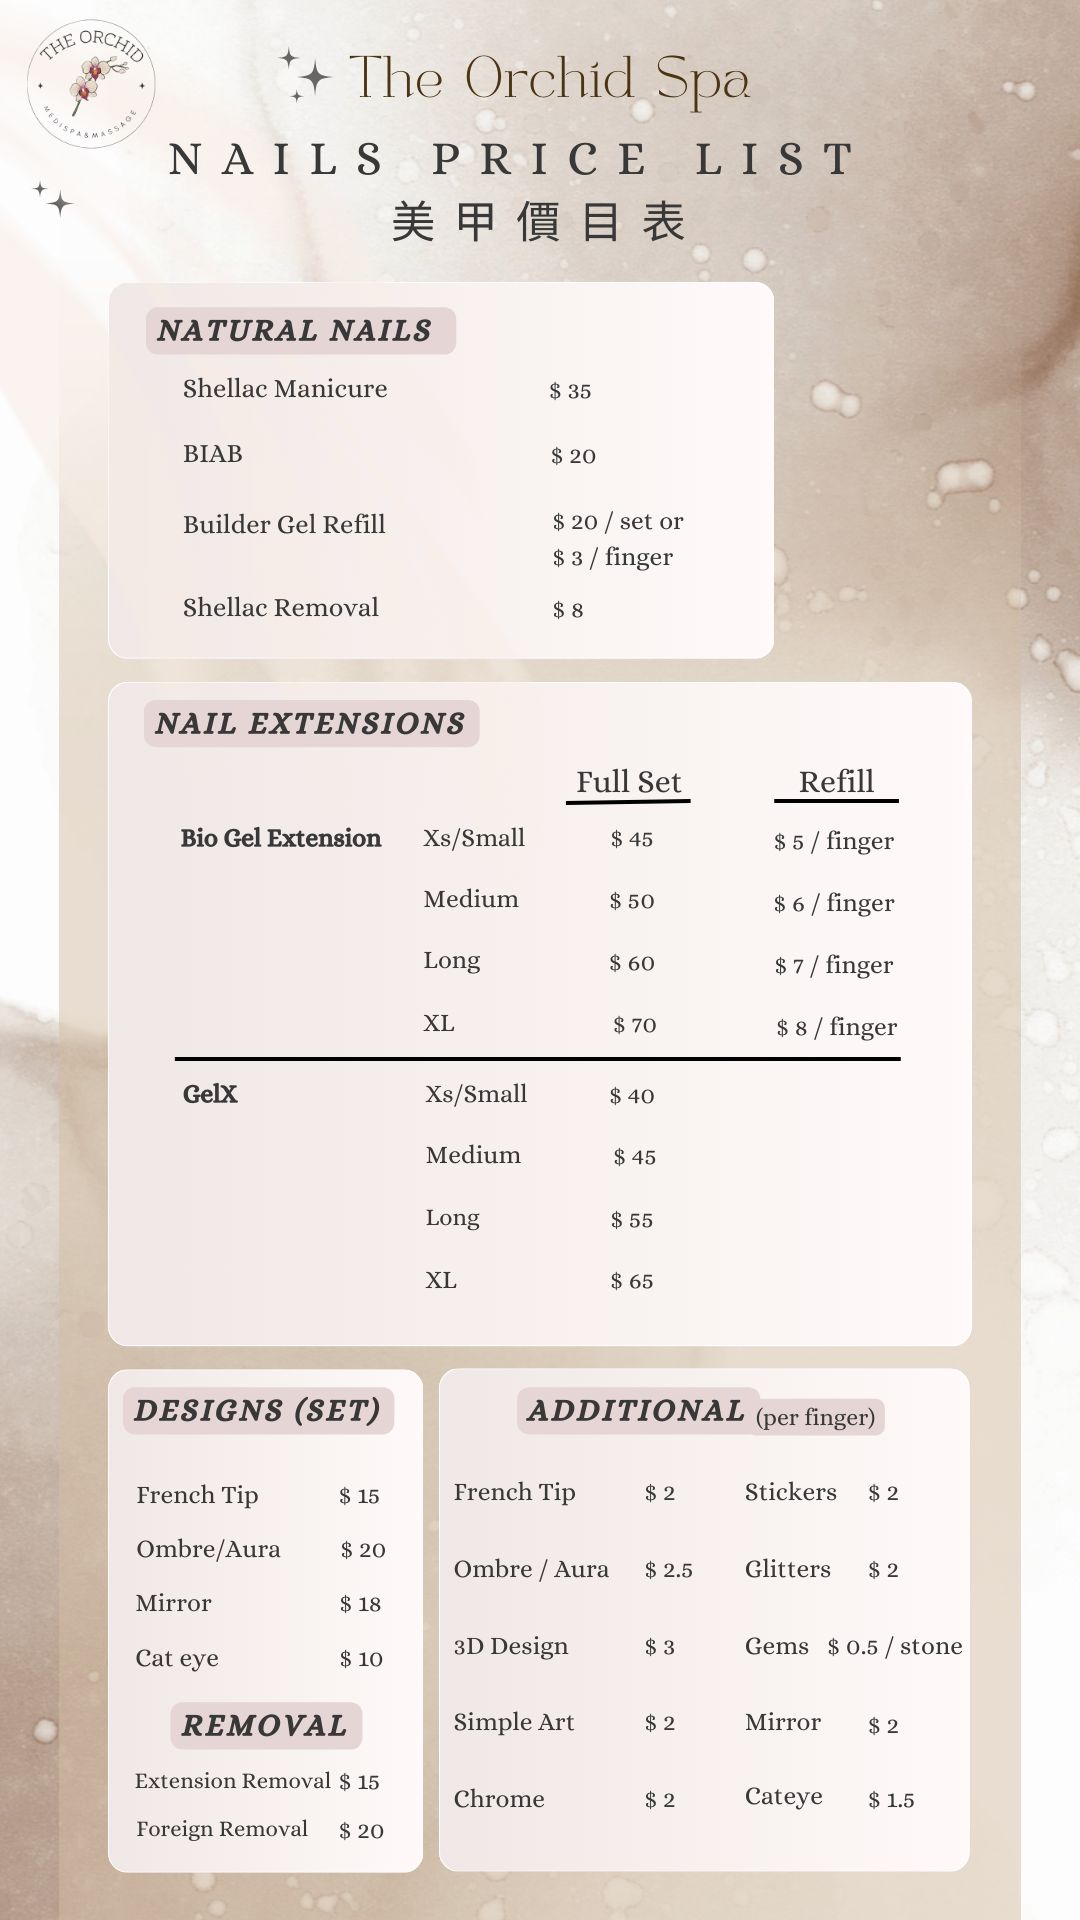 THE ORCHID
MEDISPA&MASSAGE
The Orchid Spa
NAILS PRICE LIST
美甲價目表
NATURAL NAILS
Shellac Manicure $ 35
BIAB $ 20
Builder Gel Refill $ 20 / set or
$ 3 / finger
Shellac Removal $ 8
NAIL EXTENSIONS
Full Set Refill
Bio Gel Extension Xs/Small $ 45 $ 5 / finger
Medium $ 50 $ 6 / finger
Long $ 60 $ 7 / finger
XL $ 70 $ 8 / finger
GelX Xs/Small $ 40
Medium $ 45
Long $ 55
XL $ 65
DESIGNS (SET)
French Tip $ 15
Ombre/Aura $ 20
Mirror $ 18
Cat eye $ 10
REMOVAL
Extension Removal $ 15
Foreign Removal $ 20
ADDITIONAL (per finger)
French Tip $ 2 Stickers $ 2
Ombre / Aura $ 2.5 Glitters $ 2
3D Design $ 3 Gems $ 0.5 / stone
Simple Art $ 2 Mirror $ 2
Chrome $ 2 Cateye $ 1.5